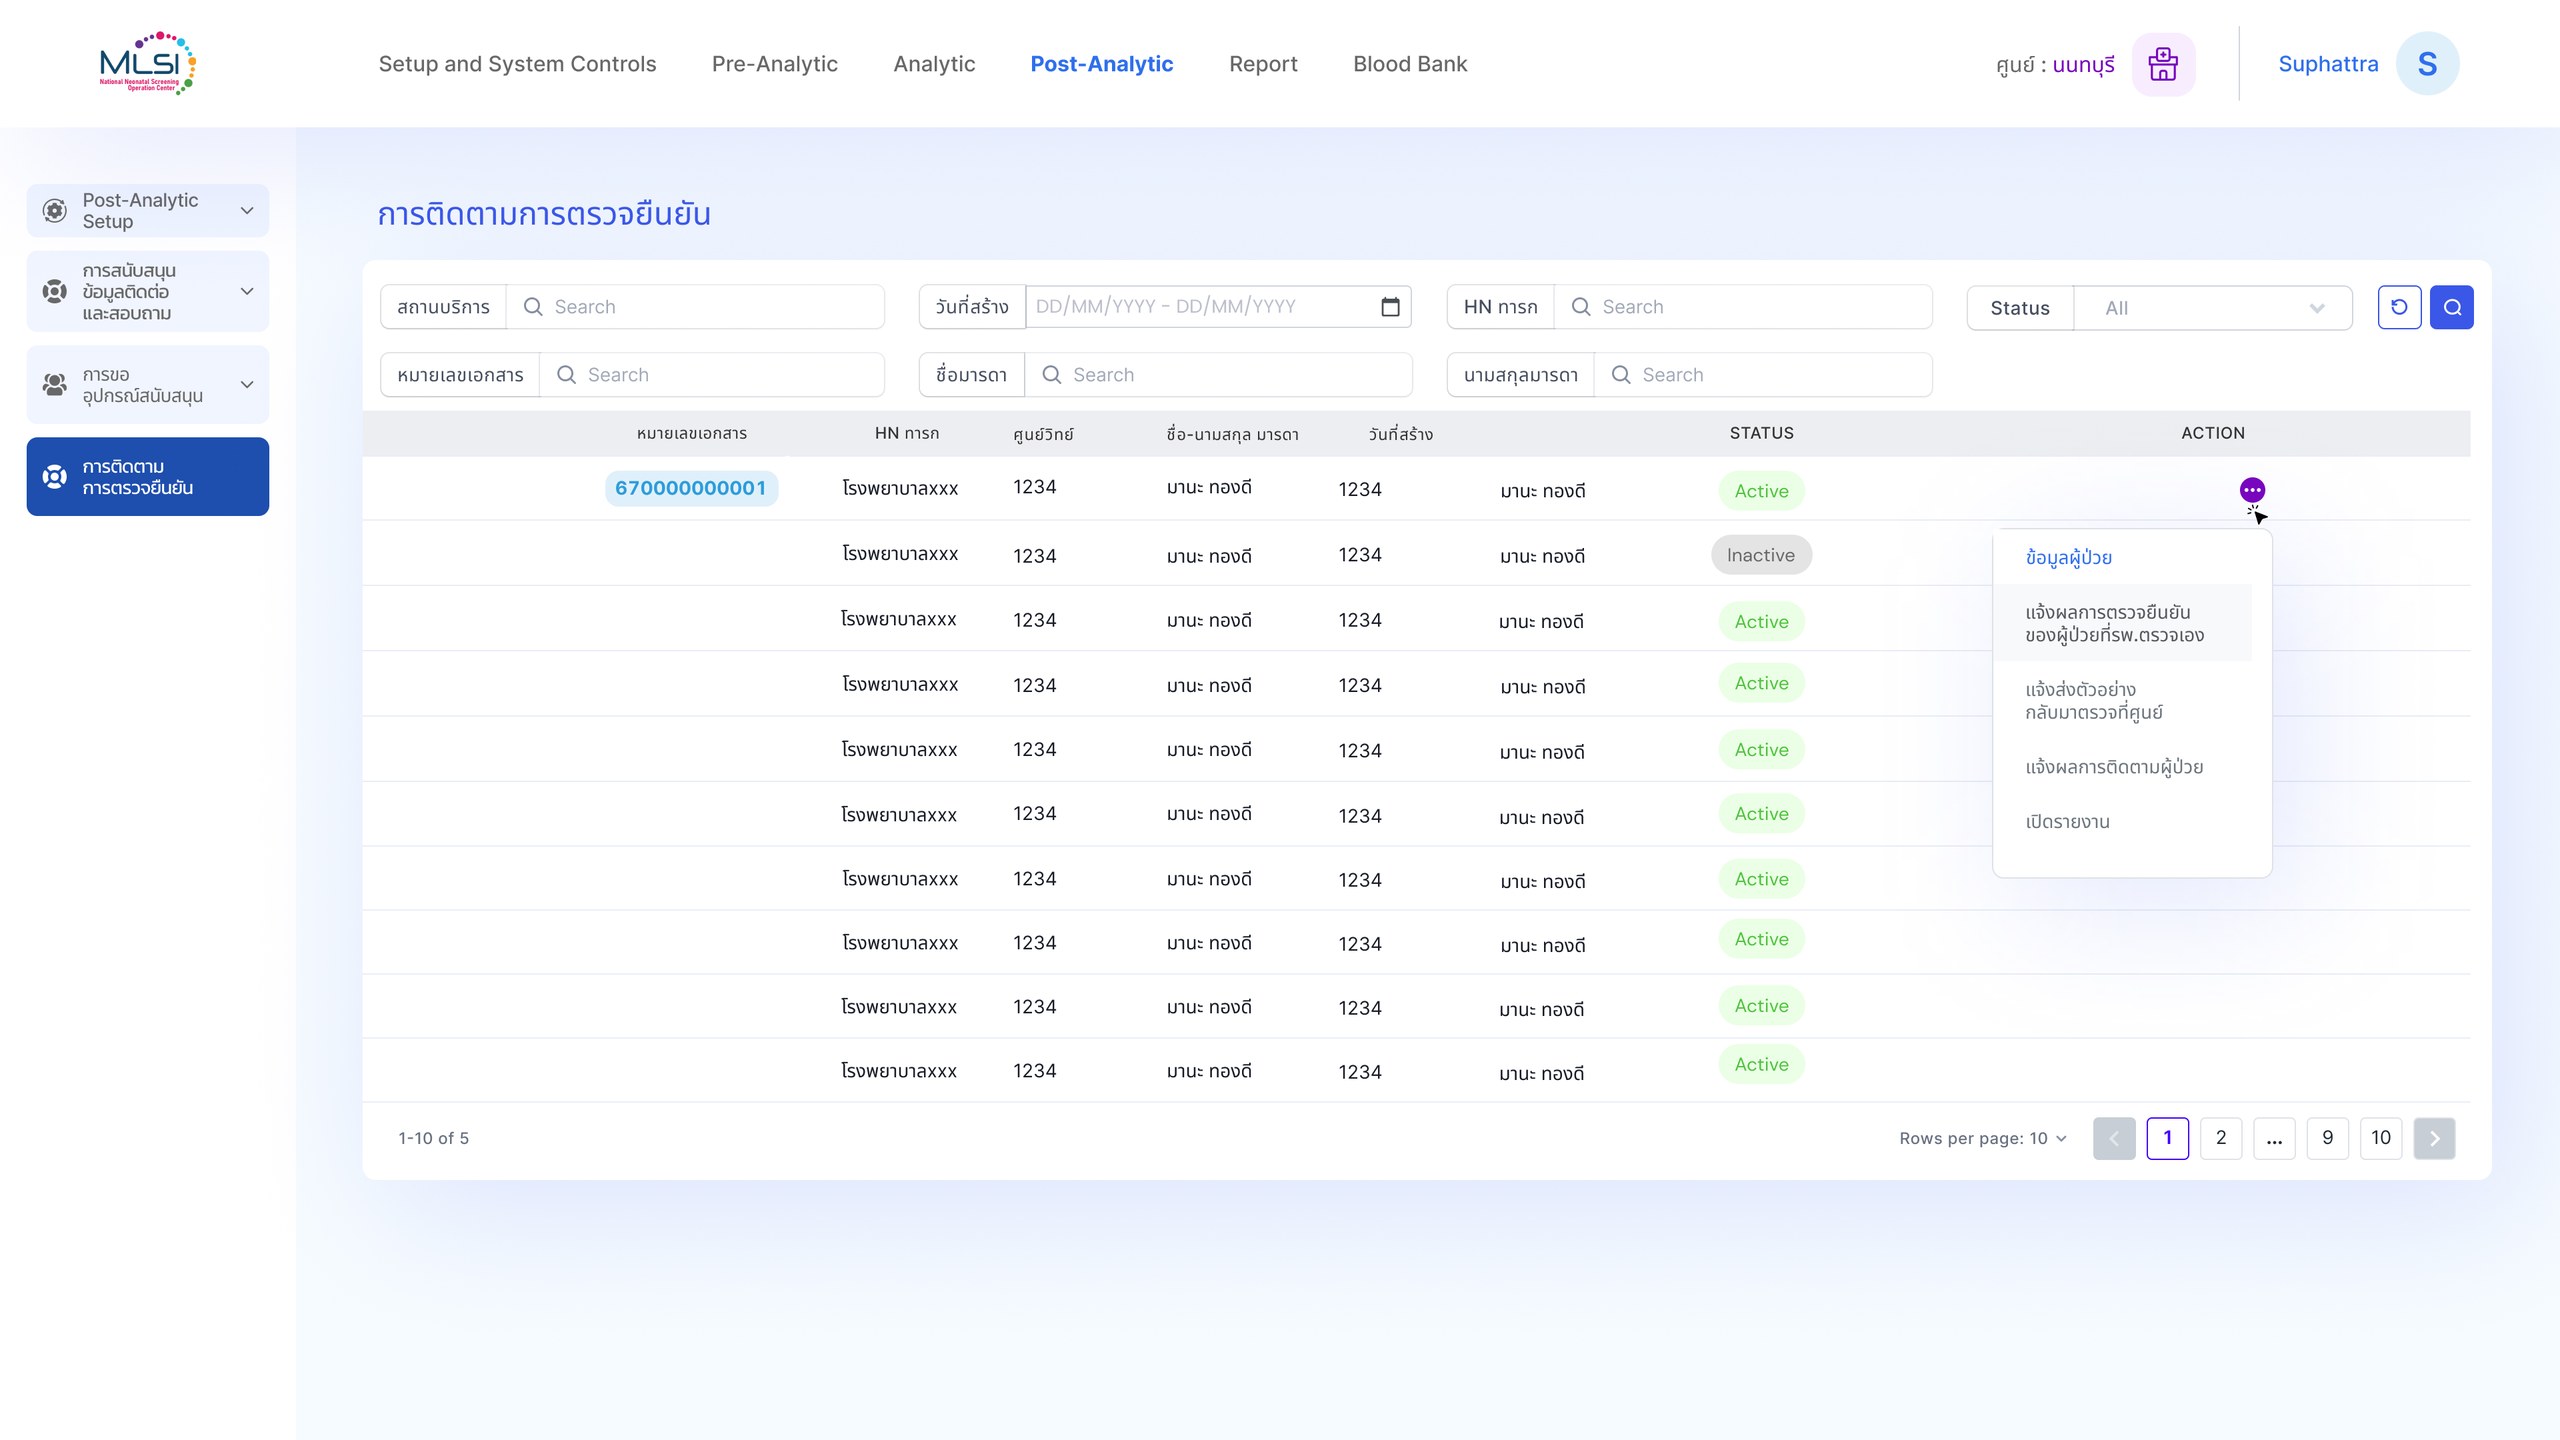 MLSI
National Neonatal Screening
Operation Center
Setup and System Controls
Pre-Analytic
Analytic
Post-Analytic
Report
Blood Bank
ศูนย์ : นนทบุรี
Suphattra
S
Post-Analytic
Setup
การสนับสนุน
ข้อมูลติดต่อ
และสอบถาม
การขอ
อุปกรณ์สนับสนุน
การติดตาม
การตรวจยืนยัน
การติดตามการตรวจยืนยัน
สถานบริการ Search
วันที่สร้าง DD/MM/YYYY - DD/MM/YYYY
HN ทารก Search
Status All
หมายเลขเอกสาร Search
ชื่อมารดา Search
นามสกุลมารดา Search
หมายเลขเอกสาร HN ทารก ศูนย์วิทย์ ชื่อ-นามสกุล มารดา วันที่สร้าง STATUS ACTION
670000000001 โรงพยาบาลxxx 1234 มานะ ทองดี 1234 มานะ ทองดี Active
โรงพยาบาลxxx 1234 มานะ ทองดี 1234 มานะ ทองดี Inactive
โรงพยาบาลxxx 1234 มานะ ทองดี 1234 มานะ ทองดี Active
โรงพยาบาลxxx 1234 มานะ ทองดี 1234 มานะ ทองดี Active
โรงพยาบาลxxx 1234 มานะ ทองดี 1234 มานะ ทองดี Active
โรงพยาบาลxxx 1234 มานะ ทองดี 1234 มานะ ทองดี Active
โรงพยาบาลxxx 1234 มานะ ทองดี 1234 มานะ ทองดี Active
โรงพยาบาลxxx 1234 มานะ ทองดี 1234 มานะ ทองดี Active
โรงพยาบาลxxx 1234 มานะ ทองดี 1234 มานะ ทองดี Active
โรงพยาบาลxxx 1234 มานะ ทองดี 1234 มานะ ทองดี Active
ข้อมูลผู้ป่วย
แจ้งผลการตรวจยืนยัน
ของผู้ป่วยที่รพ.ตรวจเอง
แจ้งส่งตัวอย่าง
กลับมาตรวจที่ศูนย์
แจ้งผลการติดตามผู้ป่วย
เปิดรายงาน
1-10 of 5
Rows per page: 10
1 2 ... 9 10